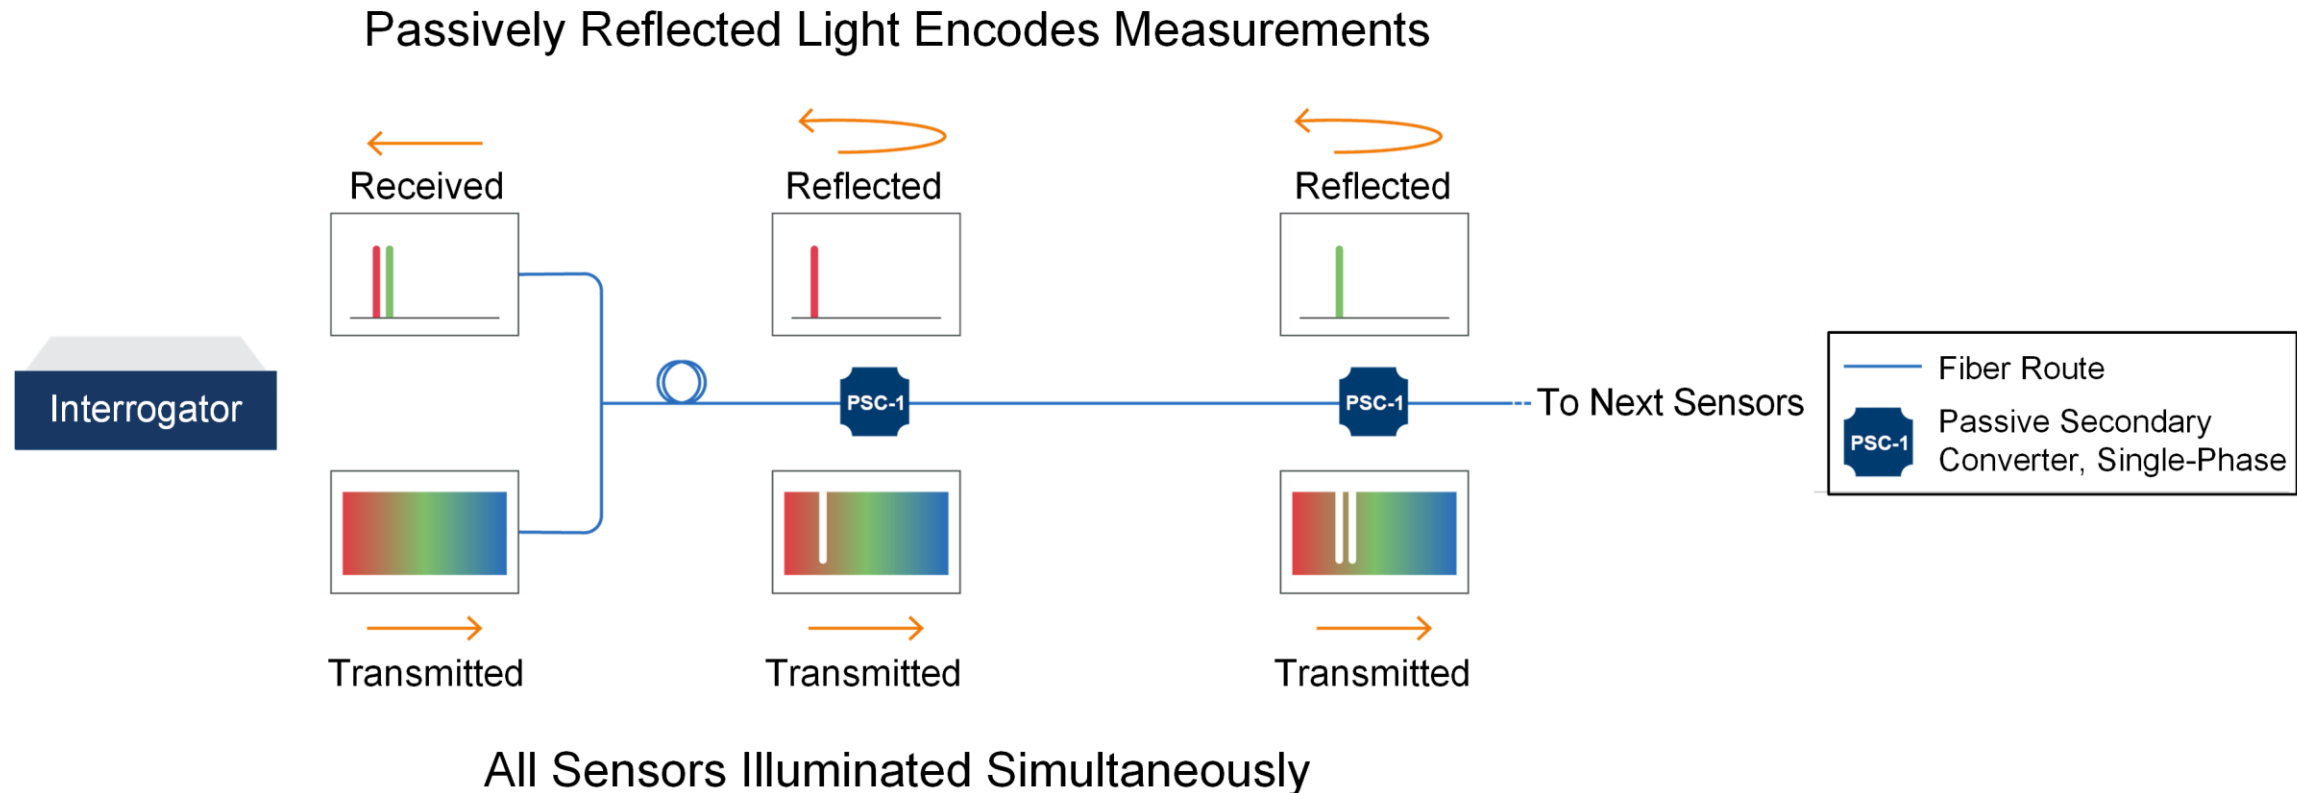 Passively Reflected Light Encodes Measurements
Received
Reflected
Reflected
Interrogator
PSC-1
PSC-1
To Next Sensors
Fiber Route
PSC-1
Passive Secondary
Converter, Single-Phase
Transmitted
Transmitted
Transmitted
All Sensors Illuminated Simultaneously